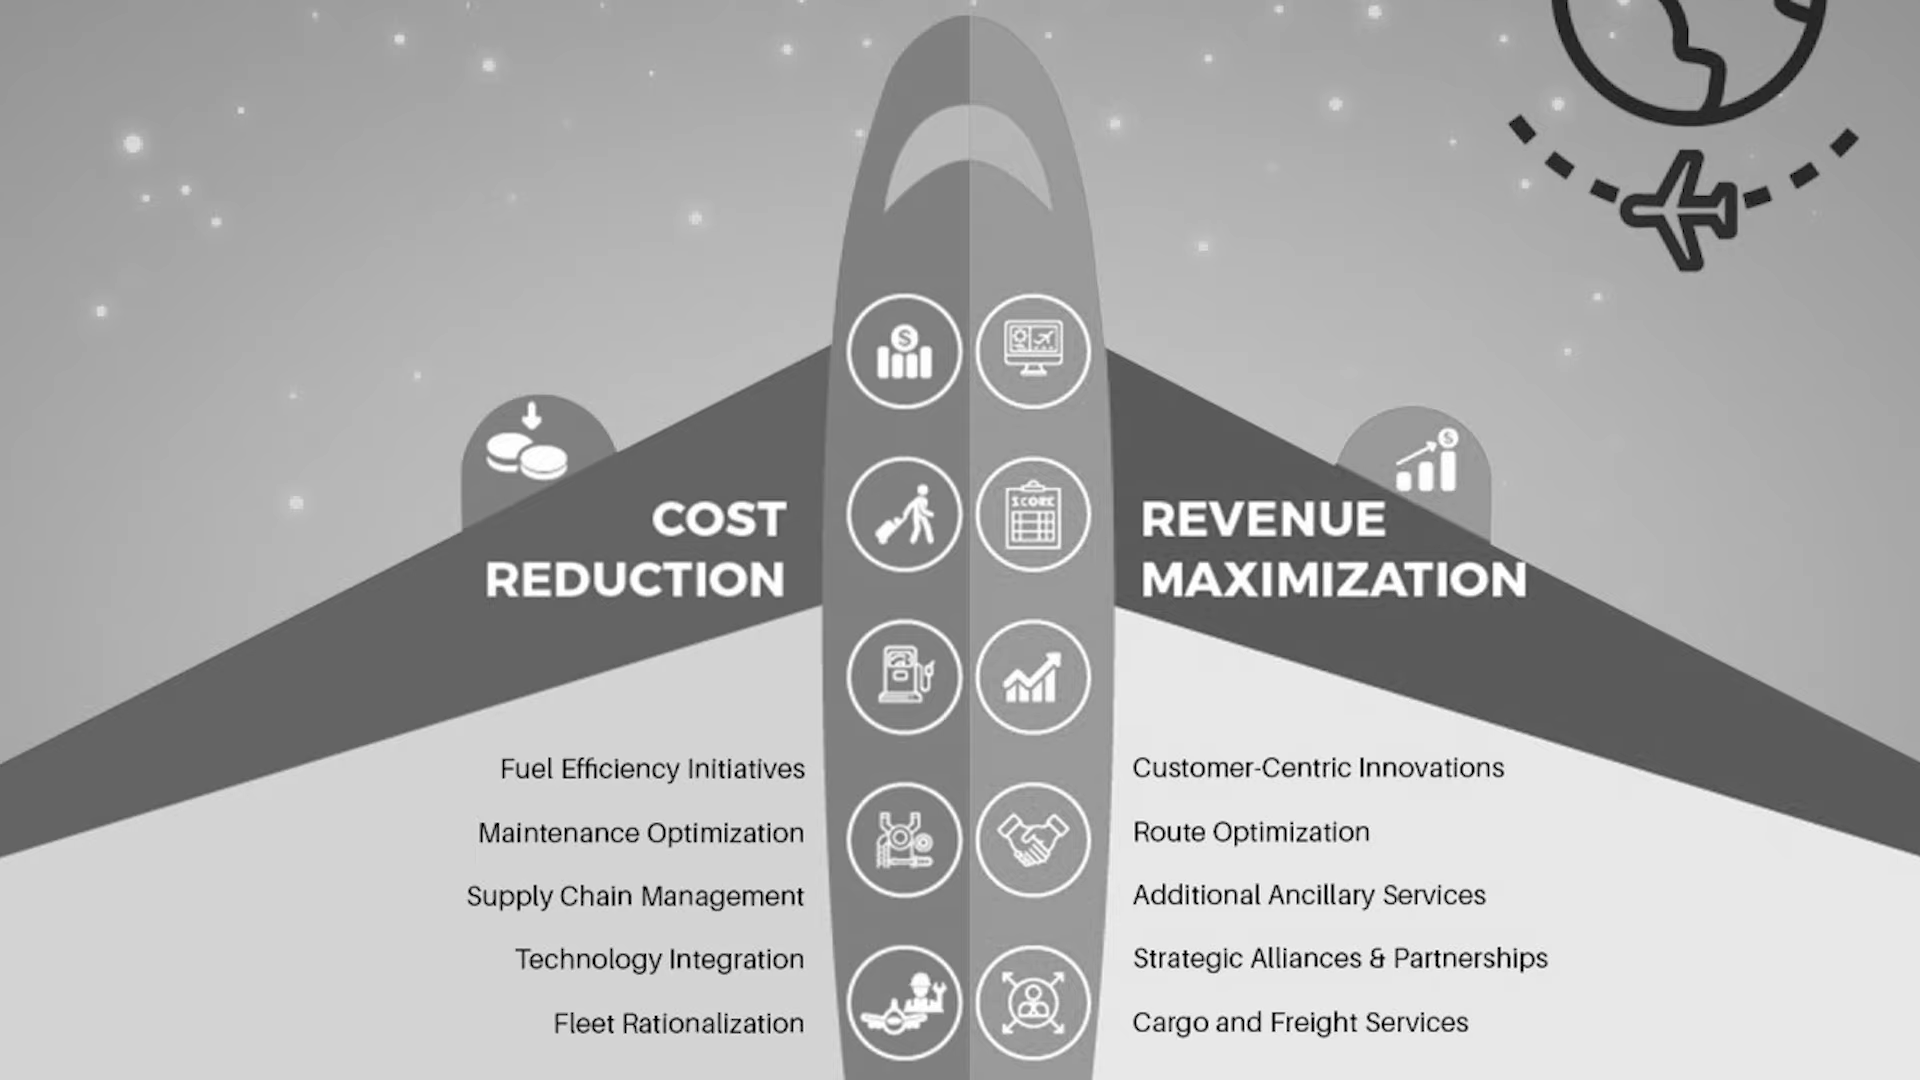 COST
REDUCTION
REVENUE
MAXIMIZATION
$
$
SCORE
Fuel Efficiency Initiatives
Maintenance Optimization
Supply Chain Management
Technology Integration
Fleet Rationalization
Customer-Centric Innovations
Route Optimization
Additional Ancillary Services
Strategic Alliances & Partnerships
Cargo and Freight Services